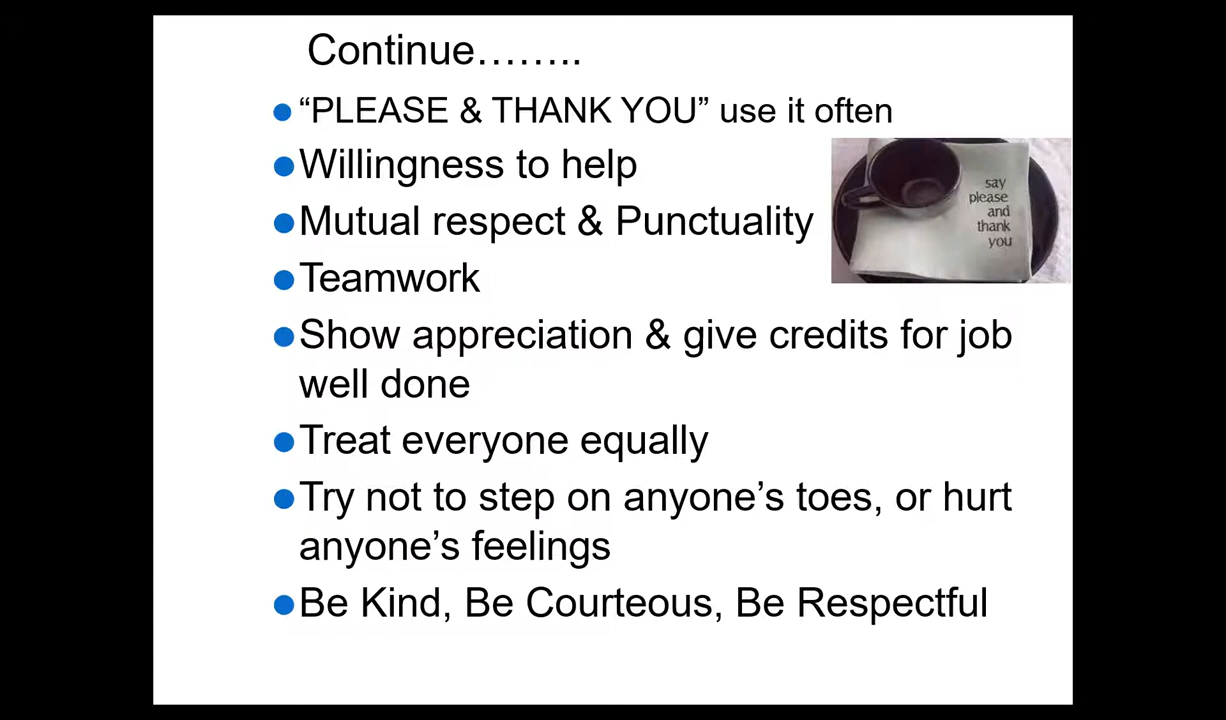 Continue……..
“PLEASE & THANK YOU” use it often
Willingness to help
Mutual respect & Punctuality
say
please
and
thank
you
Teamwork
Show appreciation & give credits for job
well done
Treat everyone equally
Try not to step on anyone’s toes, or hurt
anyone’s feelings
Be Kind, Be Courteous, Be Respectful